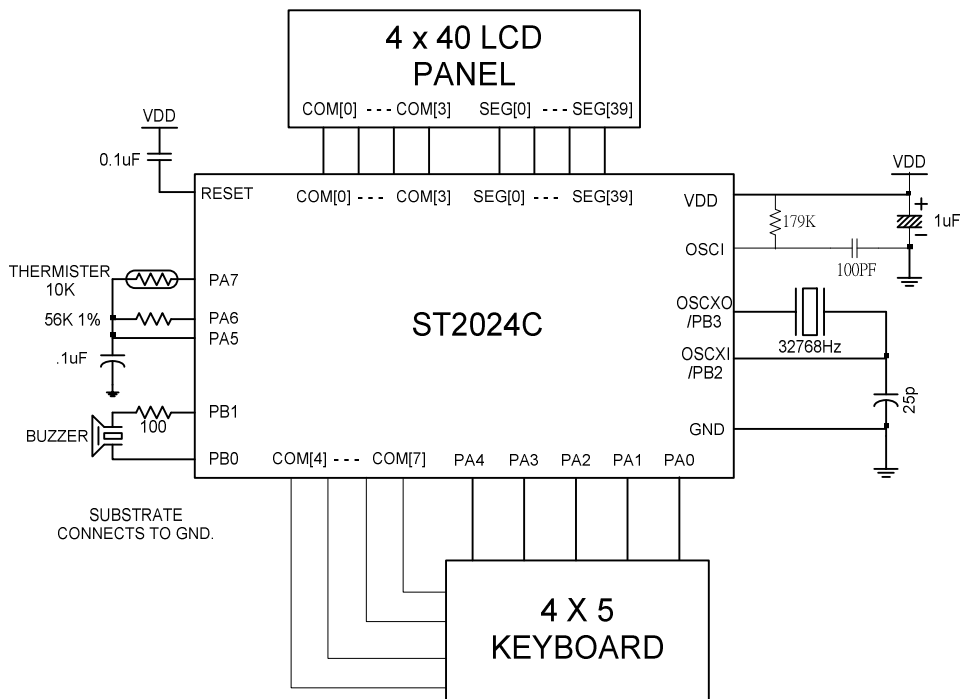 4 x 40 LCD
PANEL
COM[0] --- COM[3] SEG[0] --- SEG[39]
VDD
0.1uF
RESET
COM[0] --- COM[3] SEG[0] --- SEG[39]
VDD
VDD
+
1uF
−
179K
OSCI
100PF
THERMISTER
10K
PA7
56K 1%
PA6
PA5
.1uF
ST2024C
OSCXO
/PB3
32768Hz
OSCXI
/PB2
25p
PB1
100
BUZZER
PB0
GND
COM[4] --- COM[7] PA4 PA3 PA2 PA1 PA0
SUBSTRATE
CONNECTS TO GND.
4 X 5
KEYBOARD